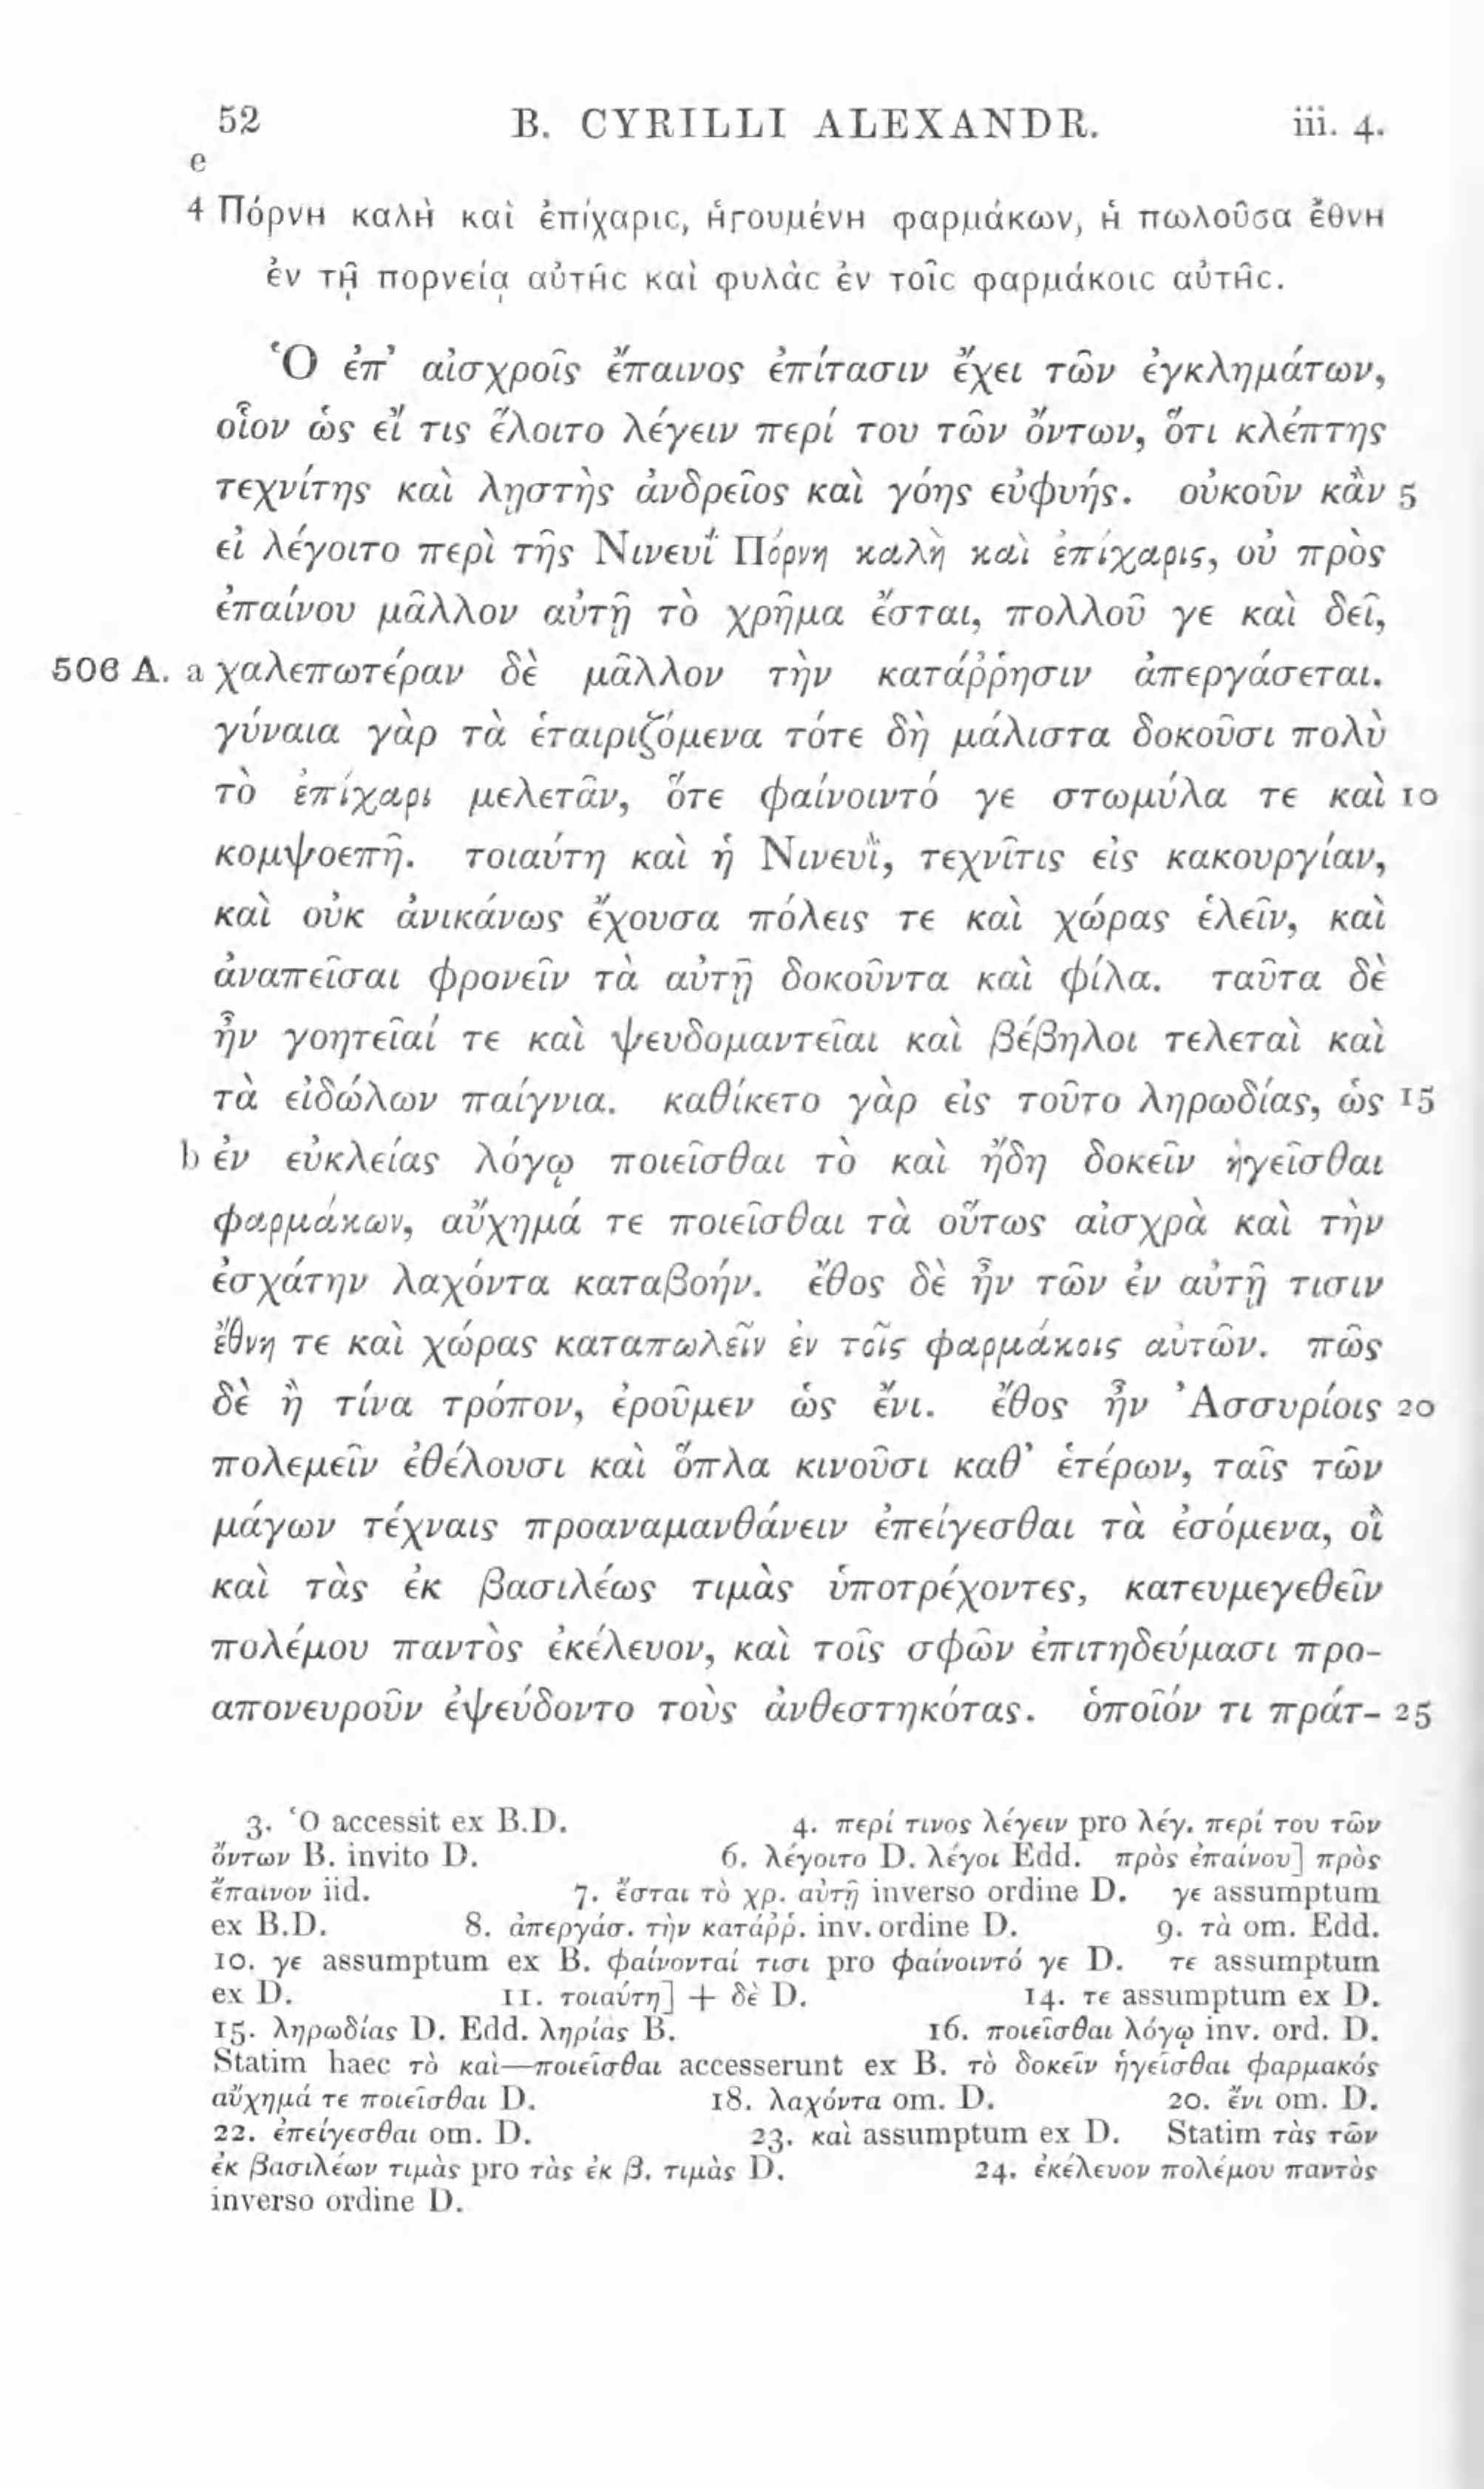 52 B. CYRILLI ALEXANDR. iii. 4.
e
4 Πόρνη καλὴ καὶ ἐπίχαρις, ἡγουμένη φαρμάκων, ἡ πωλοῦσα ἔθνη
ἐν τῇ πορνείᾳ αὐτῆς καὶ φυλὰς ἐν τοῖς φαρμάκοις αὐτῆς.
Ὁ ἐπ’ αἰσχροῖς ἔπαινος ἐπίτασιν ἔχει τῶν ἐγκλημάτων,
οἷον ὡς εἴ τις ἕλοιτο λέγειν περί του τῶν ὄντων, ὅτι κλέπτης
τεχνίτης καὶ λῃστὴς ἀνδρεῖος καὶ γόης εὐφυής. οὐκοῦν κἂν 5
εἰ λέγοιτο περὶ τῆς Νινευΐ Πόρνη καλὴ καὶ ἐπίχαρις, οὐ πρὸς
ἐπαίνου μᾶλλον αὐτῇ τὸ χρῆμα ἔσται, πολλοῦ γε καὶ δεῖ,
506 A. a χαλεπωτέραν δὲ μᾶλλον τὴν κατάῤῥησιν ἀπεργάσεται.
γύναια γὰρ τὰ ἑταιριζόμενα τότε δὴ μάλιστα δοκοῦσι πολὺ
τὸ ἐπίχαρι μελετᾶν, ὅτε φαίνοιντό γε στωμύλα τε καὶ 10
κομψοεπῆ. τοιαύτη καὶ ἡ Νινευῒ, τεχνῖτις εἰς κακουργίαν,
καὶ οὐκ ἀνικάνως ἔχουσα πόλεις τε καὶ χώρας ἑλεῖν, καὶ
ἀναπεῖσαι φρονεῖν τὰ αὐτῇ δοκοῦντα καὶ φίλα. ταῦτα δὲ
ἦν γοητεῖαί τε καὶ ψευδομαντεῖαι καὶ βέβηλοι τελεταὶ καὶ
τὰ εἰδώλων παίγνια. καθίκετο γὰρ εἰς τοῦτο ληρωδίας, ὡς 15
b ἐν εὐκλείας λόγῳ ποιεῖσθαι τὸ καὶ ἤδη δοκεῖν ἡγεῖσθαι
φαρμάκων, αὔχημά τε ποιεῖσθαι τὰ οὕτως αἰσχρὰ καὶ τὴν
ἐσχάτην λαχόντα καταβοήν. ἔθος δὲ ἦν τῶν ἐν αὐτῇ τισιν
ἔθνη τε καὶ χώρας καταπωλεῖν ἐν τοῖς φαρμάκοις αὐτῶν. πῶς
δὲ ἢ τίνα τρόπον, ἐροῦμεν ὡς ἔνι. ἔθος ἦν Ἀσσυρίοις 20
πολεμεῖν ἐθέλουσι καὶ ὅπλα κινοῦσι καθ’ ἑτέρων, ταῖς τῶν
μάγων τέχναις προαναμανθάνειν ἐπείγεσθαι τὰ ἐσόμενα, οἳ
καὶ τὰς ἐκ βασιλέως τιμὰς ὑποτρέχοντες, κατευμεγεθεῖν
πολέμου παντὸς ἐκέλευον, καὶ τοῖς σφῶν ἐπιτηδεύμασι προ-
απονευροῦν ἐψεύδοντο τοὺς ἀνθεστηκότας. ὁποῖόν τι πράτ- 25
3. Ὁ accessit ex B.D. 4. περί τινος λέγειν pro λέγ. περί του τῶν
ὄντων B. invito D. 6. λέγοιτο D. λέγοι Edd. πρὸς ἐπαίνου] πρὸς
ἔπαινον iid. 7. ἔσται τὸ χρ. αὐτῇ inverso ordine D. γε assumptum
ex B.D. 8. ἀπεργάσ. τὴν κατάῤῥ. inv. ordine D. 9. τὰ om. Edd.
10. γε assumptum ex B. φαίνονταί τισι pro φαίνοιντό γε D. τε assumptum
ex D. 11. τοιαύτη] + δὲ D. 14. τε assumptum ex D.
15. ληρωδίας D. Edd. ληρίας B. 16. ποιεῖσθαι λόγῳ inv. ord. D.
Statim haec τὸ καὶ—ποιεῖσθαι accesserunt ex B. τὸ δοκεῖν ἡγεῖσθαι φαρμακός
αὔχημά τε ποιεῖσθαι D. 18. λαχόντα om. D. 20. ἔνι om. D.
22. ἐπείγεσθαι om. D. 23. καὶ assumptum ex D. Statim τὰς τῶν
ἐκ βασιλέων τιμὰς pro τὰς ἐκ β. τιμὰς D. 24. ἐκέλευον πολέμου παντὸς
inverso ordine D.